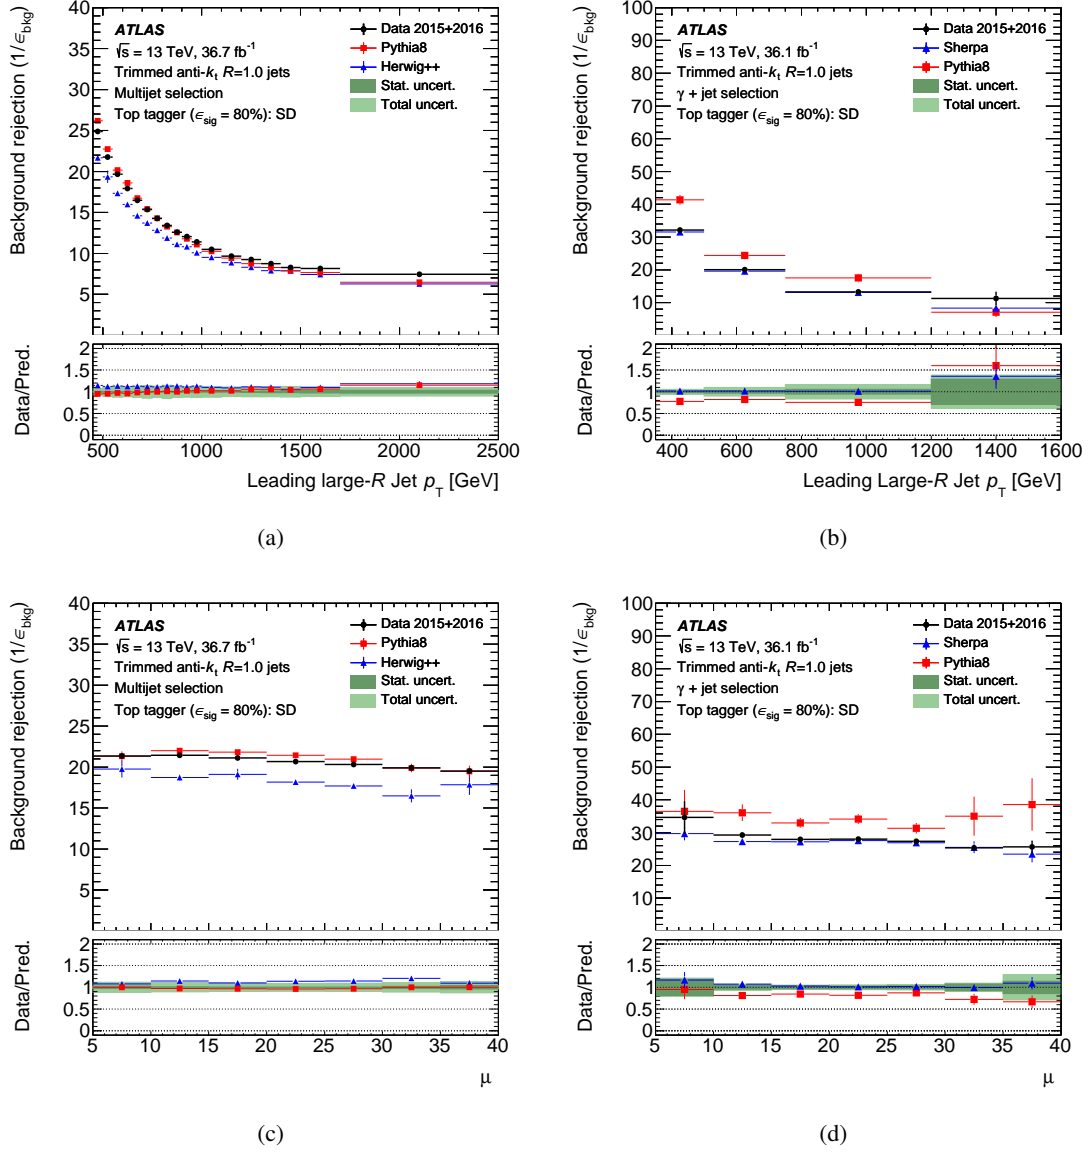 Background rejection (1/ϵbkg)
40
35
30
25
20
15
10
5
ATLAS
√s = 13 TeV, 36.7 fb-1
Trimmed anti-kt R=1.0 jets
Multijet selection
Top tagger (ϵsig = 80%): SD
Data 2015+2016
Pythia8
Herwig++
Stat. uncert.
Total uncert.
Data/Pred.
2
1.5
1
0.5
0
500 1000 1500 2000 2500
Leading large-R Jet pT [GeV]
(a)
Background rejection (1/ϵbkg)
100
90
80
70
60
50
40
30
20
10
ATLAS
√s = 13 TeV, 36.1 fb-1
Trimmed anti-kt R=1.0 jets
γ + jet selection
Top tagger (ϵsig = 80%): SD
Data 2015+2016
Sherpa
Pythia8
Stat. uncert.
Total uncert.
Data/Pred.
2
1.5
1
0.5
0
400 600 800 1000 1200 1400 1600
Leading Large-R Jet pT [GeV]
(b)
Background rejection (1/ϵbkg)
40
35
30
25
20
15
10
5
ATLAS
√s = 13 TeV, 36.7 fb-1
Trimmed anti-kt R=1.0 jets
Multijet selection
Top tagger (ϵsig = 80%): SD
Data 2015+2016
Pythia8
Herwig++
Stat. uncert.
Total uncert.
Data/Pred.
2
1.5
1
0.5
0
5 10 15 20 25 30 35 40
μ
(c)
Background rejection (1/ϵbkg)
100
90
80
70
60
50
40
30
20
10
ATLAS
√s = 13 TeV, 36.1 fb-1
Trimmed anti-kt R=1.0 jets
γ + jet selection
Top tagger (ϵsig = 80%): SD
Data 2015+2016
Sherpa
Pythia8
Stat. uncert.
Total uncert.
Data/Pred.
2
1.5
1
0.5
0
5 10 15 20 25 30 35 40
μ
(d)